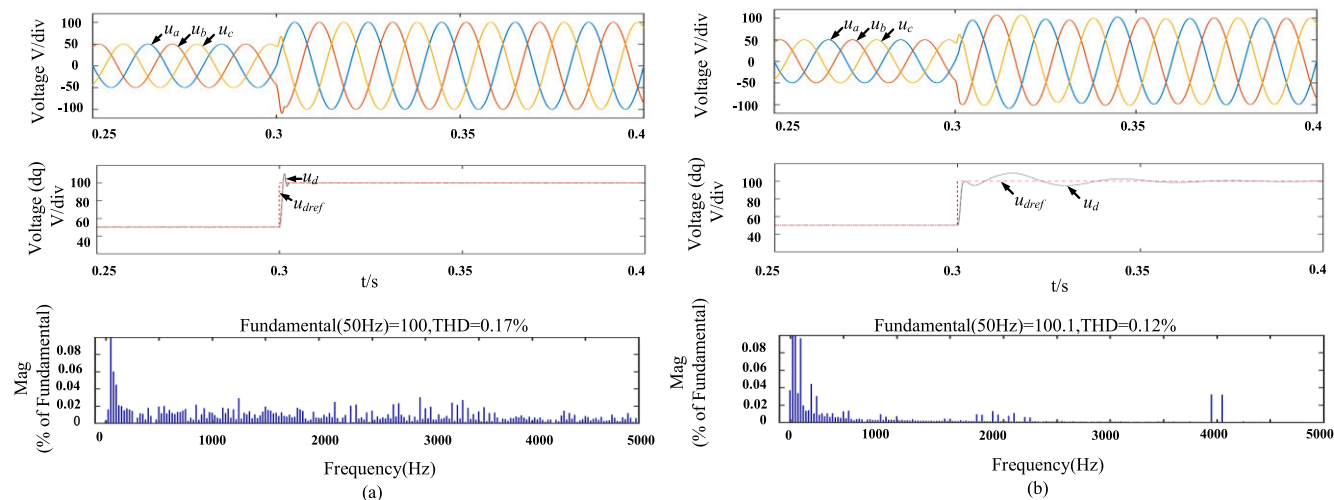 Voltage V/div
100
50
0
-50
-100
u_a u_b u_c
0.25
0.3
0.35
0.4
Voltage (dq)
V/div
100
80
60
40
u_d
u_dref
0.25
0.3
0.35
0.4
t/s
Fundamental(50Hz)=100,THD=0.17%
Mag
(% of Fundamental)
0.08
0.06
0.04
0.02
0
0
1000
2000
3000
4000
5000
Frequency(Hz)
(a)
Voltage V/div
100
50
0
-50
-100
u_a u_b u_c
0.25
0.3
0.35
0.4
Voltage (dq)
V/div
100
80
60
40
u_dref
u_d
0.25
0.3
0.35
0.4
t/s
Fundamental(50Hz)=100.1,THD=0.12%
Mag
(% of Fundamental)
0.08
0.06
0.04
0.02
0
0
1000
2000
3000
4000
5000
Frequency(Hz)
(b)